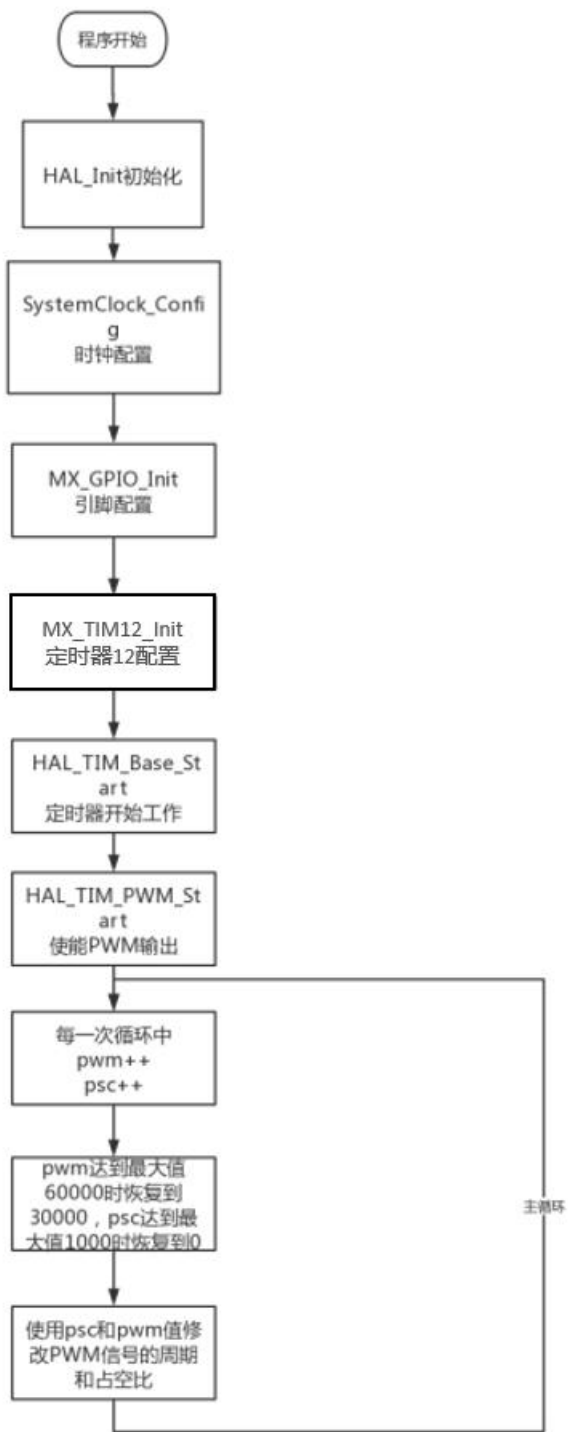 程序开始
HAL_Init初始化
SystemClock_Confi
g
时钟配置
MX_GPIO_Init
引脚配置
MX_TIM12_Init
定时器12配置
HAL_TIM_Base_St
art
定时器开始工作
HAL_TIM_PWM_St
art
使能PWM输出
每一次循环中
pwm++
psc++
pwm达到最大值
60000时恢复到
30000，psc达到最
大值1000时恢复到0
主循环
使用psc和pwm值修
改PWM信号的周期
和占空比